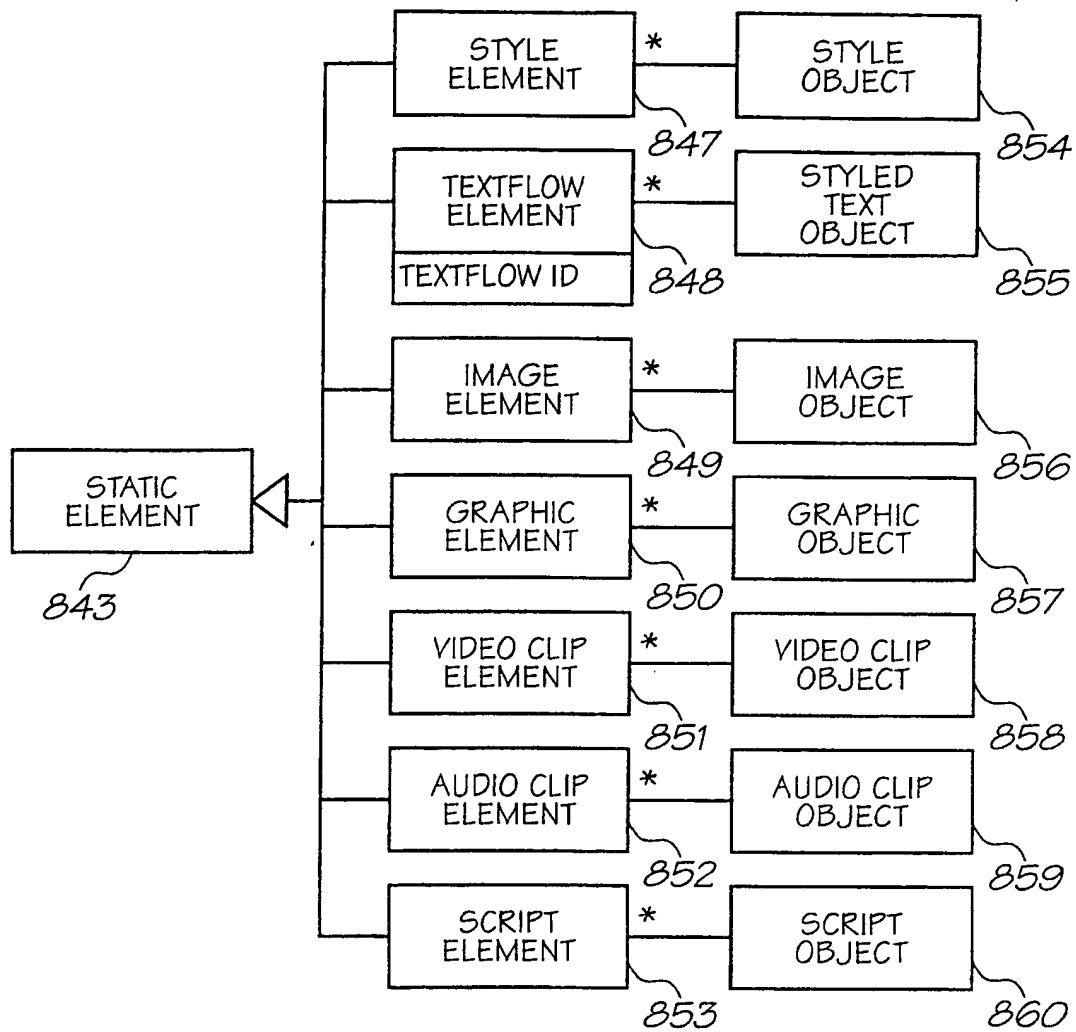 STYLE
ELEMENT
*
STYLE
OBJECT
847
854
TEXTFLOW
ELEMENT
TEXTFLOW ID
*
STYLED
TEXT
OBJECT
848
855
IMAGE
ELEMENT
*
IMAGE
OBJECT
849
856
STATIC
ELEMENT
843
GRAPHIC
ELEMENT
*
GRAPHIC
OBJECT
850
857
VIDEO CLIP
ELEMENT
*
VIDEO CLIP
OBJECT
851
858
AUDIO CLIP
ELEMENT
*
AUDIO CLIP
OBJECT
852
859
SCRIPT
ELEMENT
*
SCRIPT
OBJECT
853
860